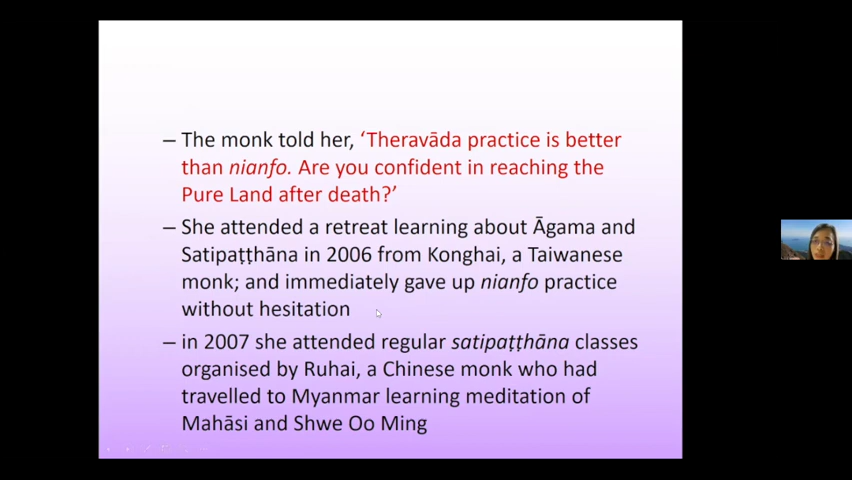 – The monk told her, ‘Theravāda practice is better
than nianfo. Are you confident in reaching the
Pure Land after death?’
– She attended a retreat learning about Āgama and
Satipaṭṭhāna in 2006 from Konghai, a Taiwanese
monk; and immediately gave up nianfo practice
without hesitation
– in 2007 she attended regular satipaṭṭhāna classes
organised by Ruhai, a Chinese monk who had
travelled to Myanmar learning meditation of
Mahāsi and Shwe Oo Ming